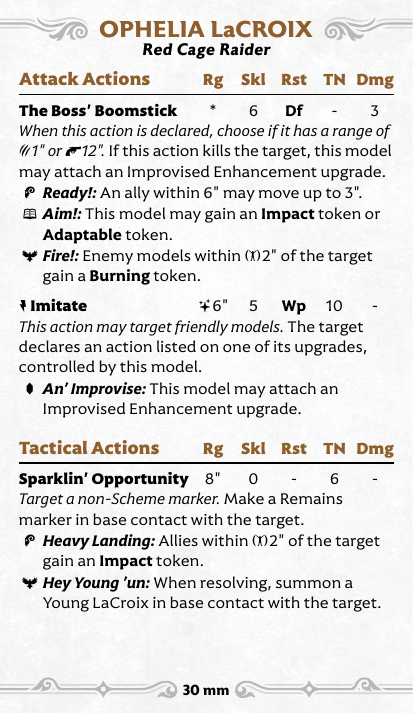 OPHELIA LaCROIX
Red Cage Raider
Attack Actions Rg Skl Rst TN Dmg
The Boss' Boomstick * 6 Df - 3
When this action is declared, choose if it has a range of
1" or 12". If this action kills the target, this model
may attach an Improvised Enhancement upgrade.
Ready!: An ally within 6" may move up to 3".
Aim!: This model may gain an Impact token or
Adaptable token.
Fire!: Enemy models within 2" of the target
gain a Burning token.
Imitate 6" 5 Wp 10 -
This action may target friendly models. The target
declares an action listed on one of its upgrades,
controlled by this model.
An' Improvise: This model may attach an
Improvised Enhancement upgrade.
Tactical Actions Rg Skl Rst TN Dmg
Sparklin' Opportunity 8" 0 - 6 -
Target a non-Scheme marker. Make a Remains
marker in base contact with the target.
Heavy Landing: Allies within 2" of the target
gain an Impact token.
Hey Young 'un: When resolving, summon a
Young LaCroix in base contact with the target.
30 mm